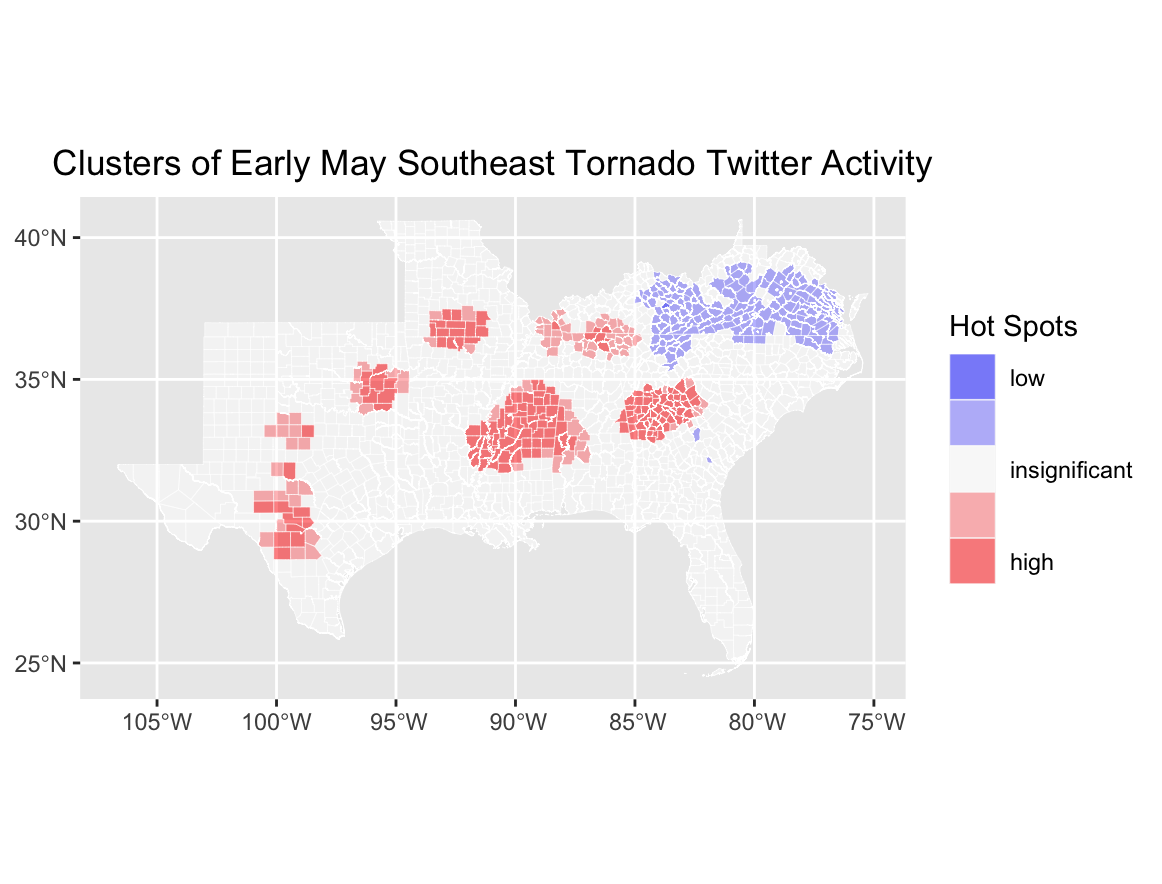 Clusters of Early May Southeast Tornado Twitter Activity
40°N
35°N
30°N
25°N
105°W
100°W
95°W
90°W
85°W
80°W
75°W
Hot Spots
low
insignificant
high